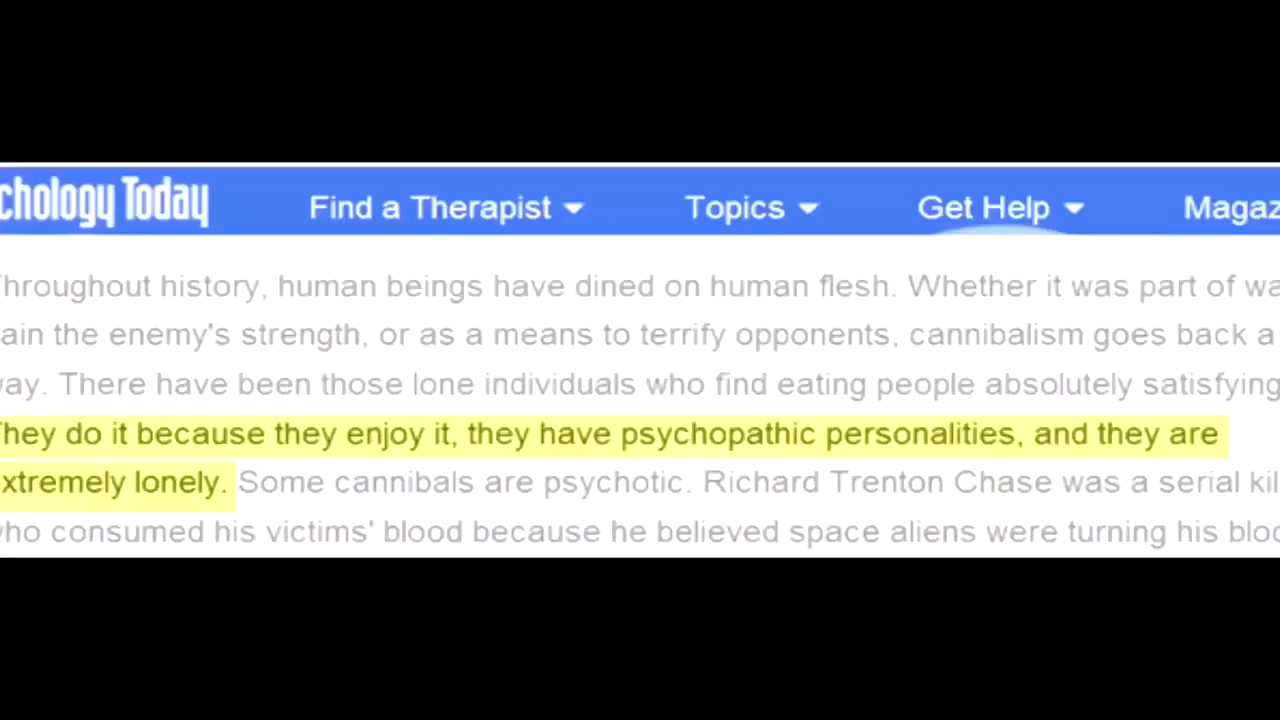 chology Today Find a Therapist Topics Get Help Magaz
hroughout history, human beings have dined on human flesh. Whether it was part of wa
ain the enemy's strength, or as a means to terrify opponents, cannibalism goes back a
ay. There have been those lone individuals who find eating people absolutely satisfying
They do it because they enjoy it, they have psychopathic personalities, and they are
xtremely lonely. Some cannibals are psychotic. Richard Trenton Chase was a serial kil
who consumed his victims' blood because he believed space aliens were turning his bloo